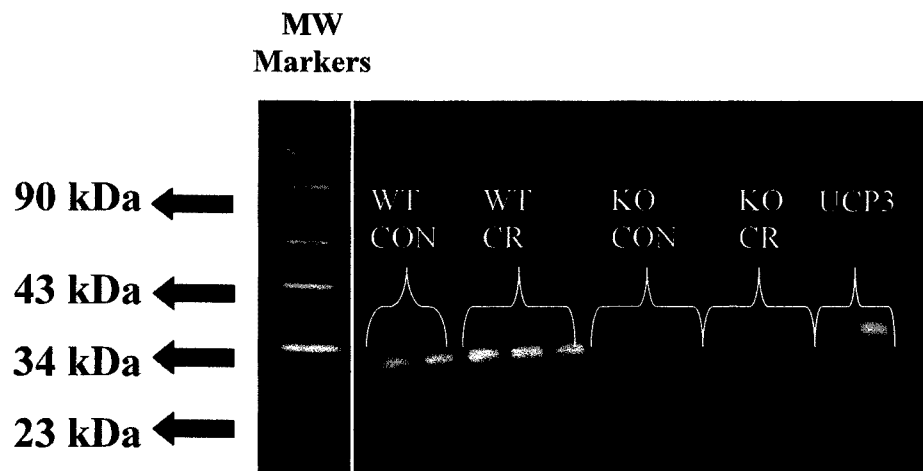 MW
Markers
90 kDa
43 kDa
34 kDa
23 kDa
WT
CON
WT
CR
KO
CON
KO
CR
UCP3